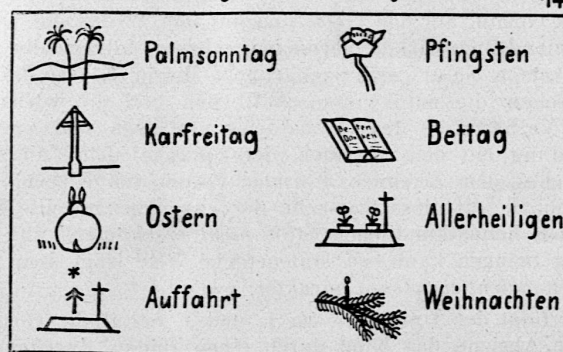 Palmsonntag
Karfreitag
Ostern
Auffahrt
Pfingsten
Bettag
Allerheiligen
Weihnachten